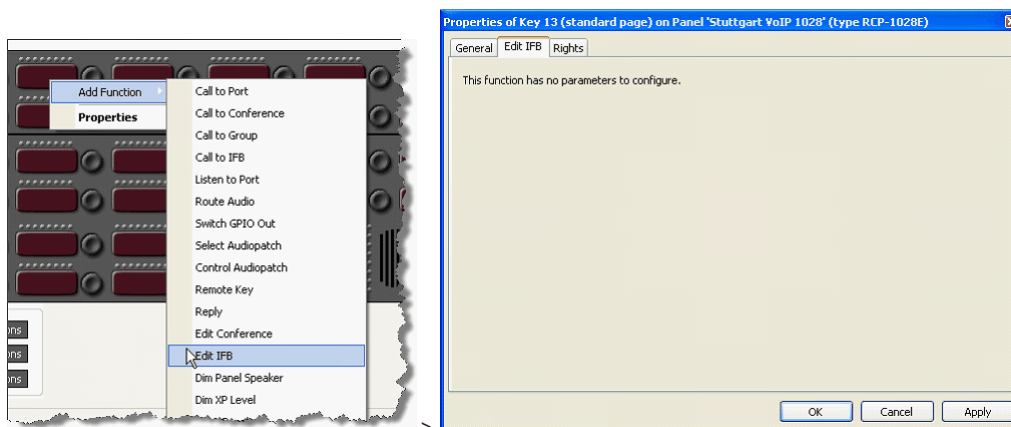 Add Function
Properties
Call to Port
Call to Conference
Call to Group
Call to IFB
Listen to Port
Route Audio
Switch GPIO Out
Select Audiopatch
Control Audiopatch
Remote Key
Reply
Edit Conference
Edit IFB
Dim Panel Speaker
Dim XP Level
ons
ons
ons
>
Properties of Key 13 (standard page) on Panel 'Stuttgart VoIP 1028' (type RCP-1028E)
General Edit IFB Rights
This function has no parameters to configure.
OK Cancel Apply